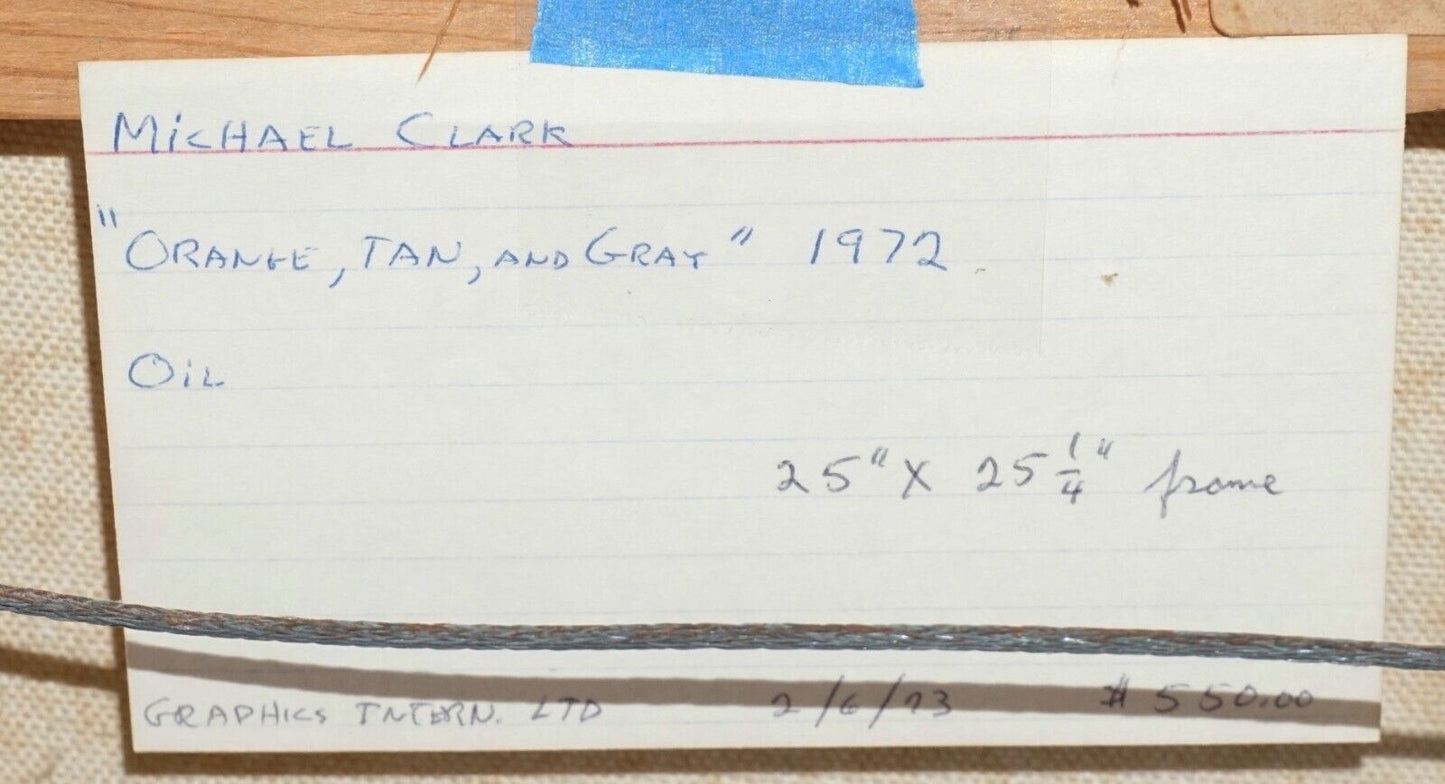 MiCHAEL CLARK
"ORANGE, TAN, AND GRAY" 1972
OiL
25" X 25 1/4" frame
GRAPHICS INTERN. LTD 2/6/73 $550.00